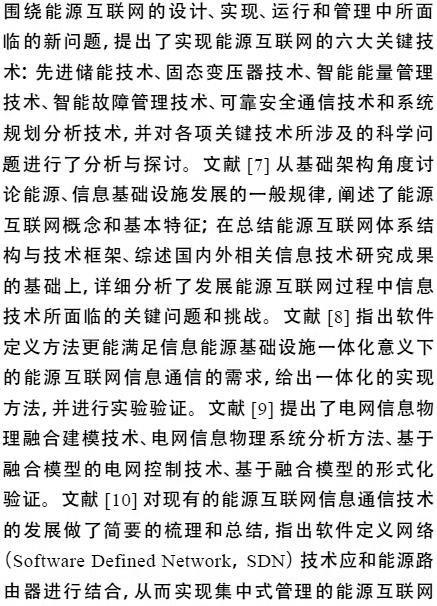 围绕能源互联网的设计、实现、运行和管理中所面
临的新问题,提出了实现能源互联网的六大关键技
术: 先进储能技术、固态变压器技术、智能能量管理
技术、智能故障管理技术、可靠安全通信技术和系统
规划分析技术,并对各项关键技术所涉及的科学问
题进行了分析与探讨。文献 [7] 从基础架构角度讨
论能源、信息基础设施发展的一般规律,阐述了能源
互联网概念和基本特征; 在总结能源互联网体系结
构与技术框架、综述国内外相关信息技术研究成果
的基础上,详细分析了发展能源互联网过程中信息
技术所面临的关键问题和挑战。文献 [8] 指出软件
定义方法更能满足信息能源基础设施一体化意义下
的能源互联网信息通信的需求,给出一体化的实现
方法,并进行实验验证。文献 [9] 提出了电网信息物
理融合建模技术、电网信息物理系统分析方法、基于
融合模型的电网控制技术、基于融合模型的形式化
验证。文献 [10] 对现有的能源互联网信息通信技术
的发展做了简要的梳理和总结,指出软件定义网络
(Software Defined Network, SDN) 技术应和能源路
由器进行结合,从而实现集中式管理的能源互联网